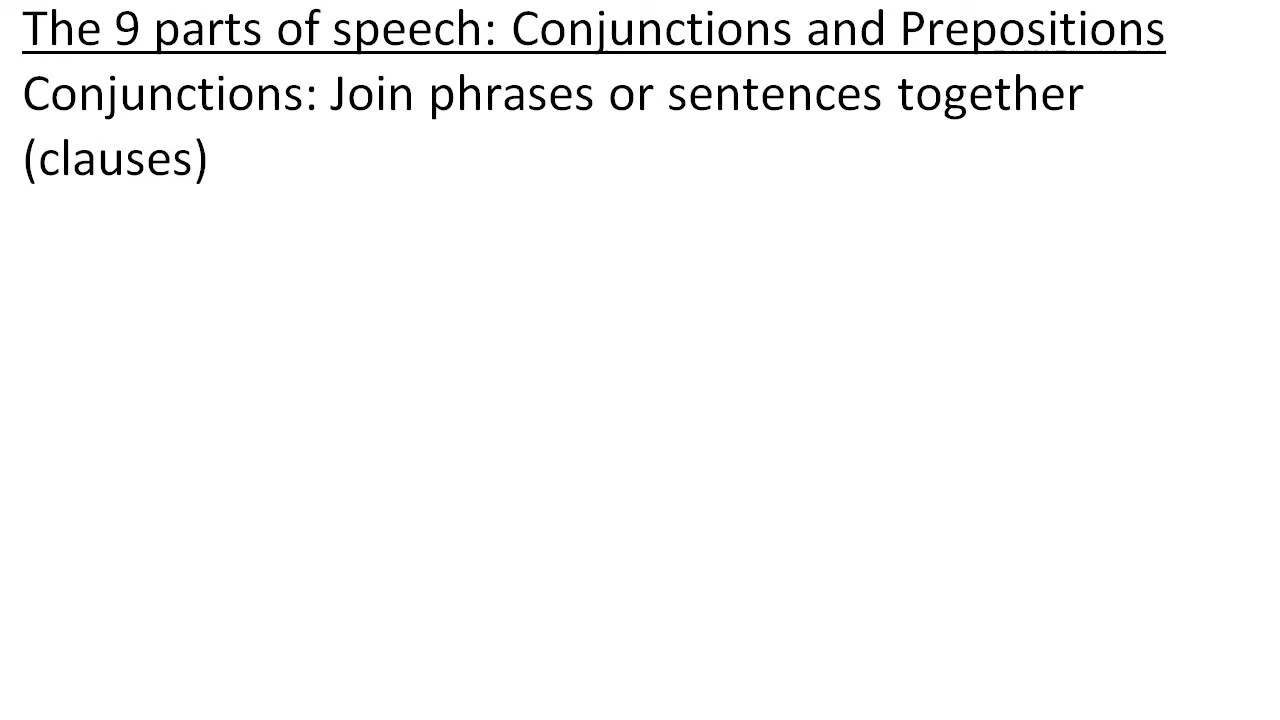 The 9 parts of speech: Conjunctions and Prepositions
Conjunctions: Join phrases or sentences together
(clauses)